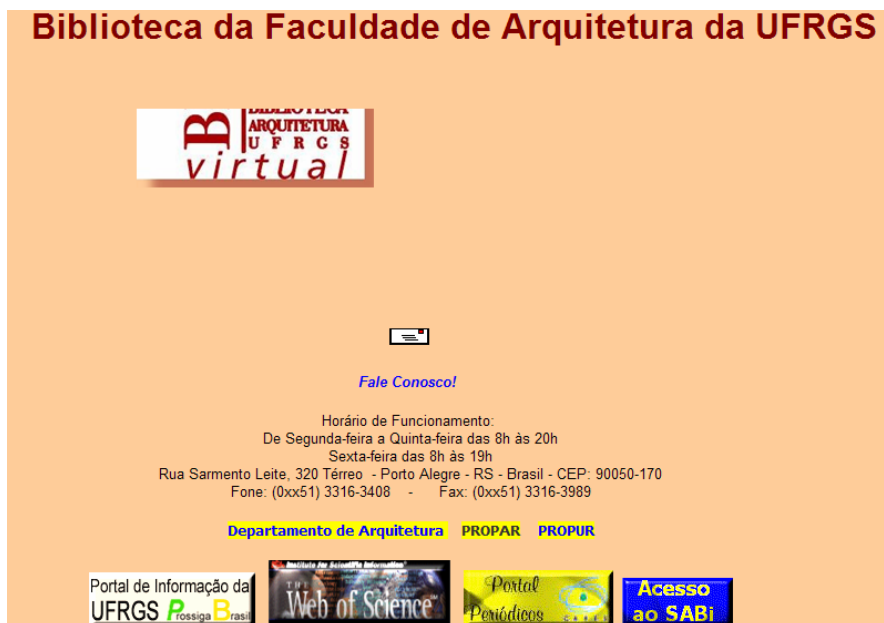 Biblioteca da Faculdade de Arquitetura da UFRGS
BIBLIOTECA
B ARQUITETURA
UFRGS
virtual
Fale Conosco!
Horário de Funcionamento:
De Segunda-feira a Quinta-feira das 8h às 20h
Sexta-feira das 8h às 19h
Rua Sarmento Leite, 320 Térreo - Porto Alegre - RS - Brasil - CEP: 90050-170
Fone: (0xx51) 3316-3408 - Fax: (0xx51) 3316-3989
Departamento de Arquitetura PROPAR PROPUR
Portal de Informação da
UFRGS Prossiga Brasil
Institute for Scientific Information
THE
Web of Science
Portal
Periódicos CAPES
Acesso
ao SABi